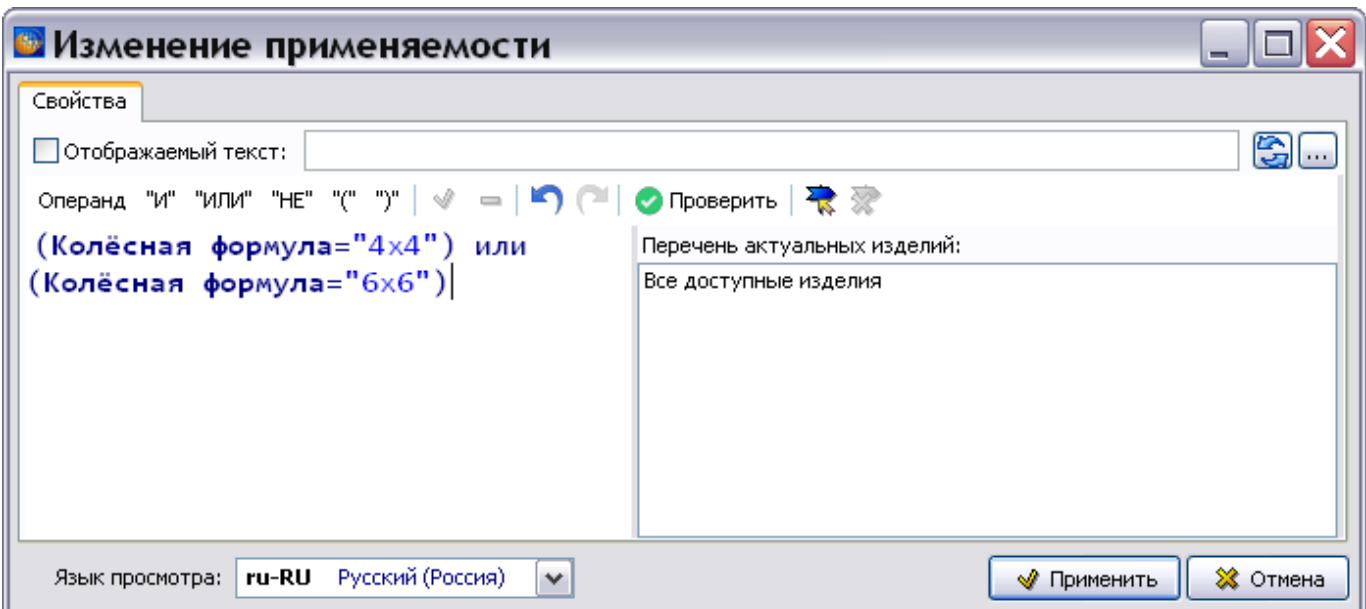 Изменение применяемости
Свойства
Отображаемый текст:
...
Операнд "И" "ИЛИ" "НЕ" "(" ")" Проверить
(Колёсная формула="4x4") или
(Колёсная формула="6x6")
Перечень актуальных изделий:
Все доступные изделия
Язык просмотра: ru-RU Русский (Россия)
Применить Отмена